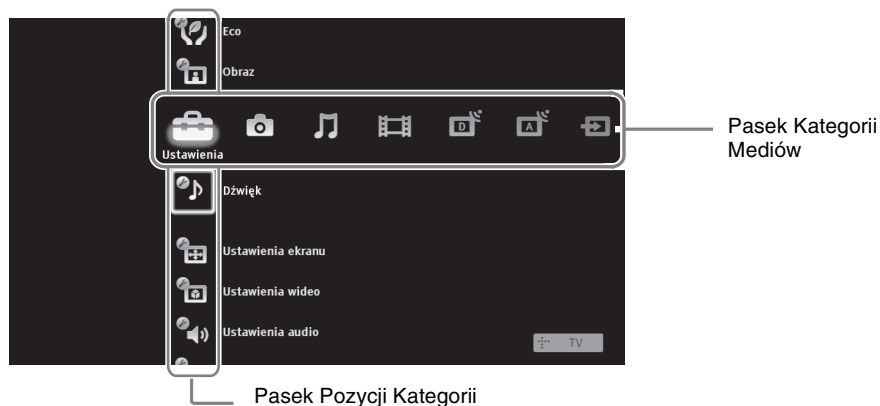 Eco
Obraz
D
A
Ustawienia
Pasek Kategorii
Mediów
Dźwięk
Ustawienia ekranu
Ustawienia wideo
Ustawienia audio
TV
Pasek Pozycji Kategorii